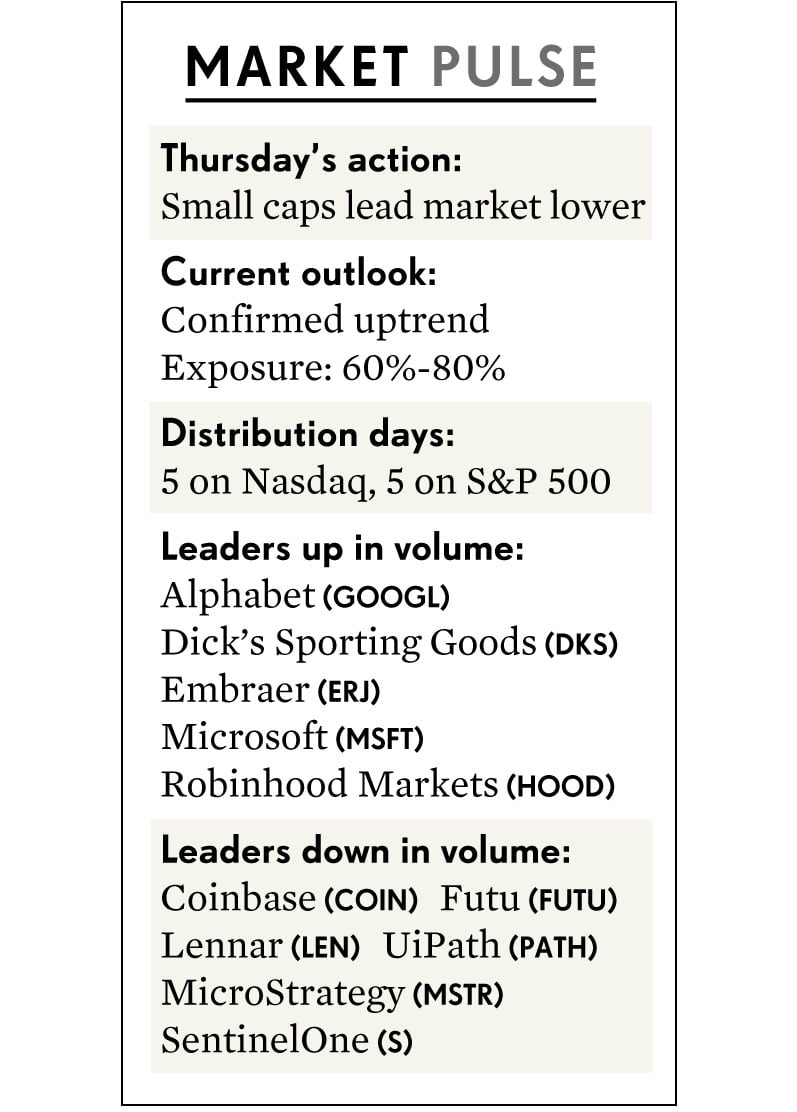 MARKET PULSE
Thursday’s action:
Small caps lead market lower
Current outlook:
Confirmed uptrend
Exposure: 60%-80%
Distribution days:
5 on Nasdaq, 5 on S&P 500
Leaders up in volume:
Alphabet (GOOGL)
Dick’s Sporting Goods (DKS)
Embraer (ERJ)
Microsoft (MSFT)
Robinhood Markets (HOOD)
Leaders down in volume:
Coinbase (COIN) Futu (FUTU)
Lennar (LEN) UiPath (PATH)
MicroStrategy (MSTR)
SentinelOne (S)